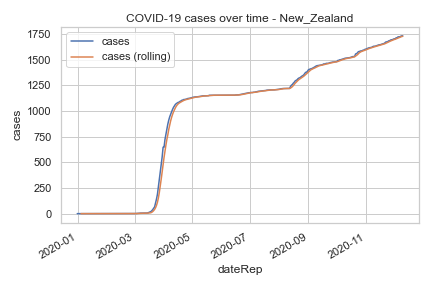 COVID-19 cases over time - New_Zealand
cases
cases (rolling)
cases
1750
1500
1250
1000
750
500
250
0
2020-01
2020-03
2020-05
2020-07
2020-09
2020-11
dateRep